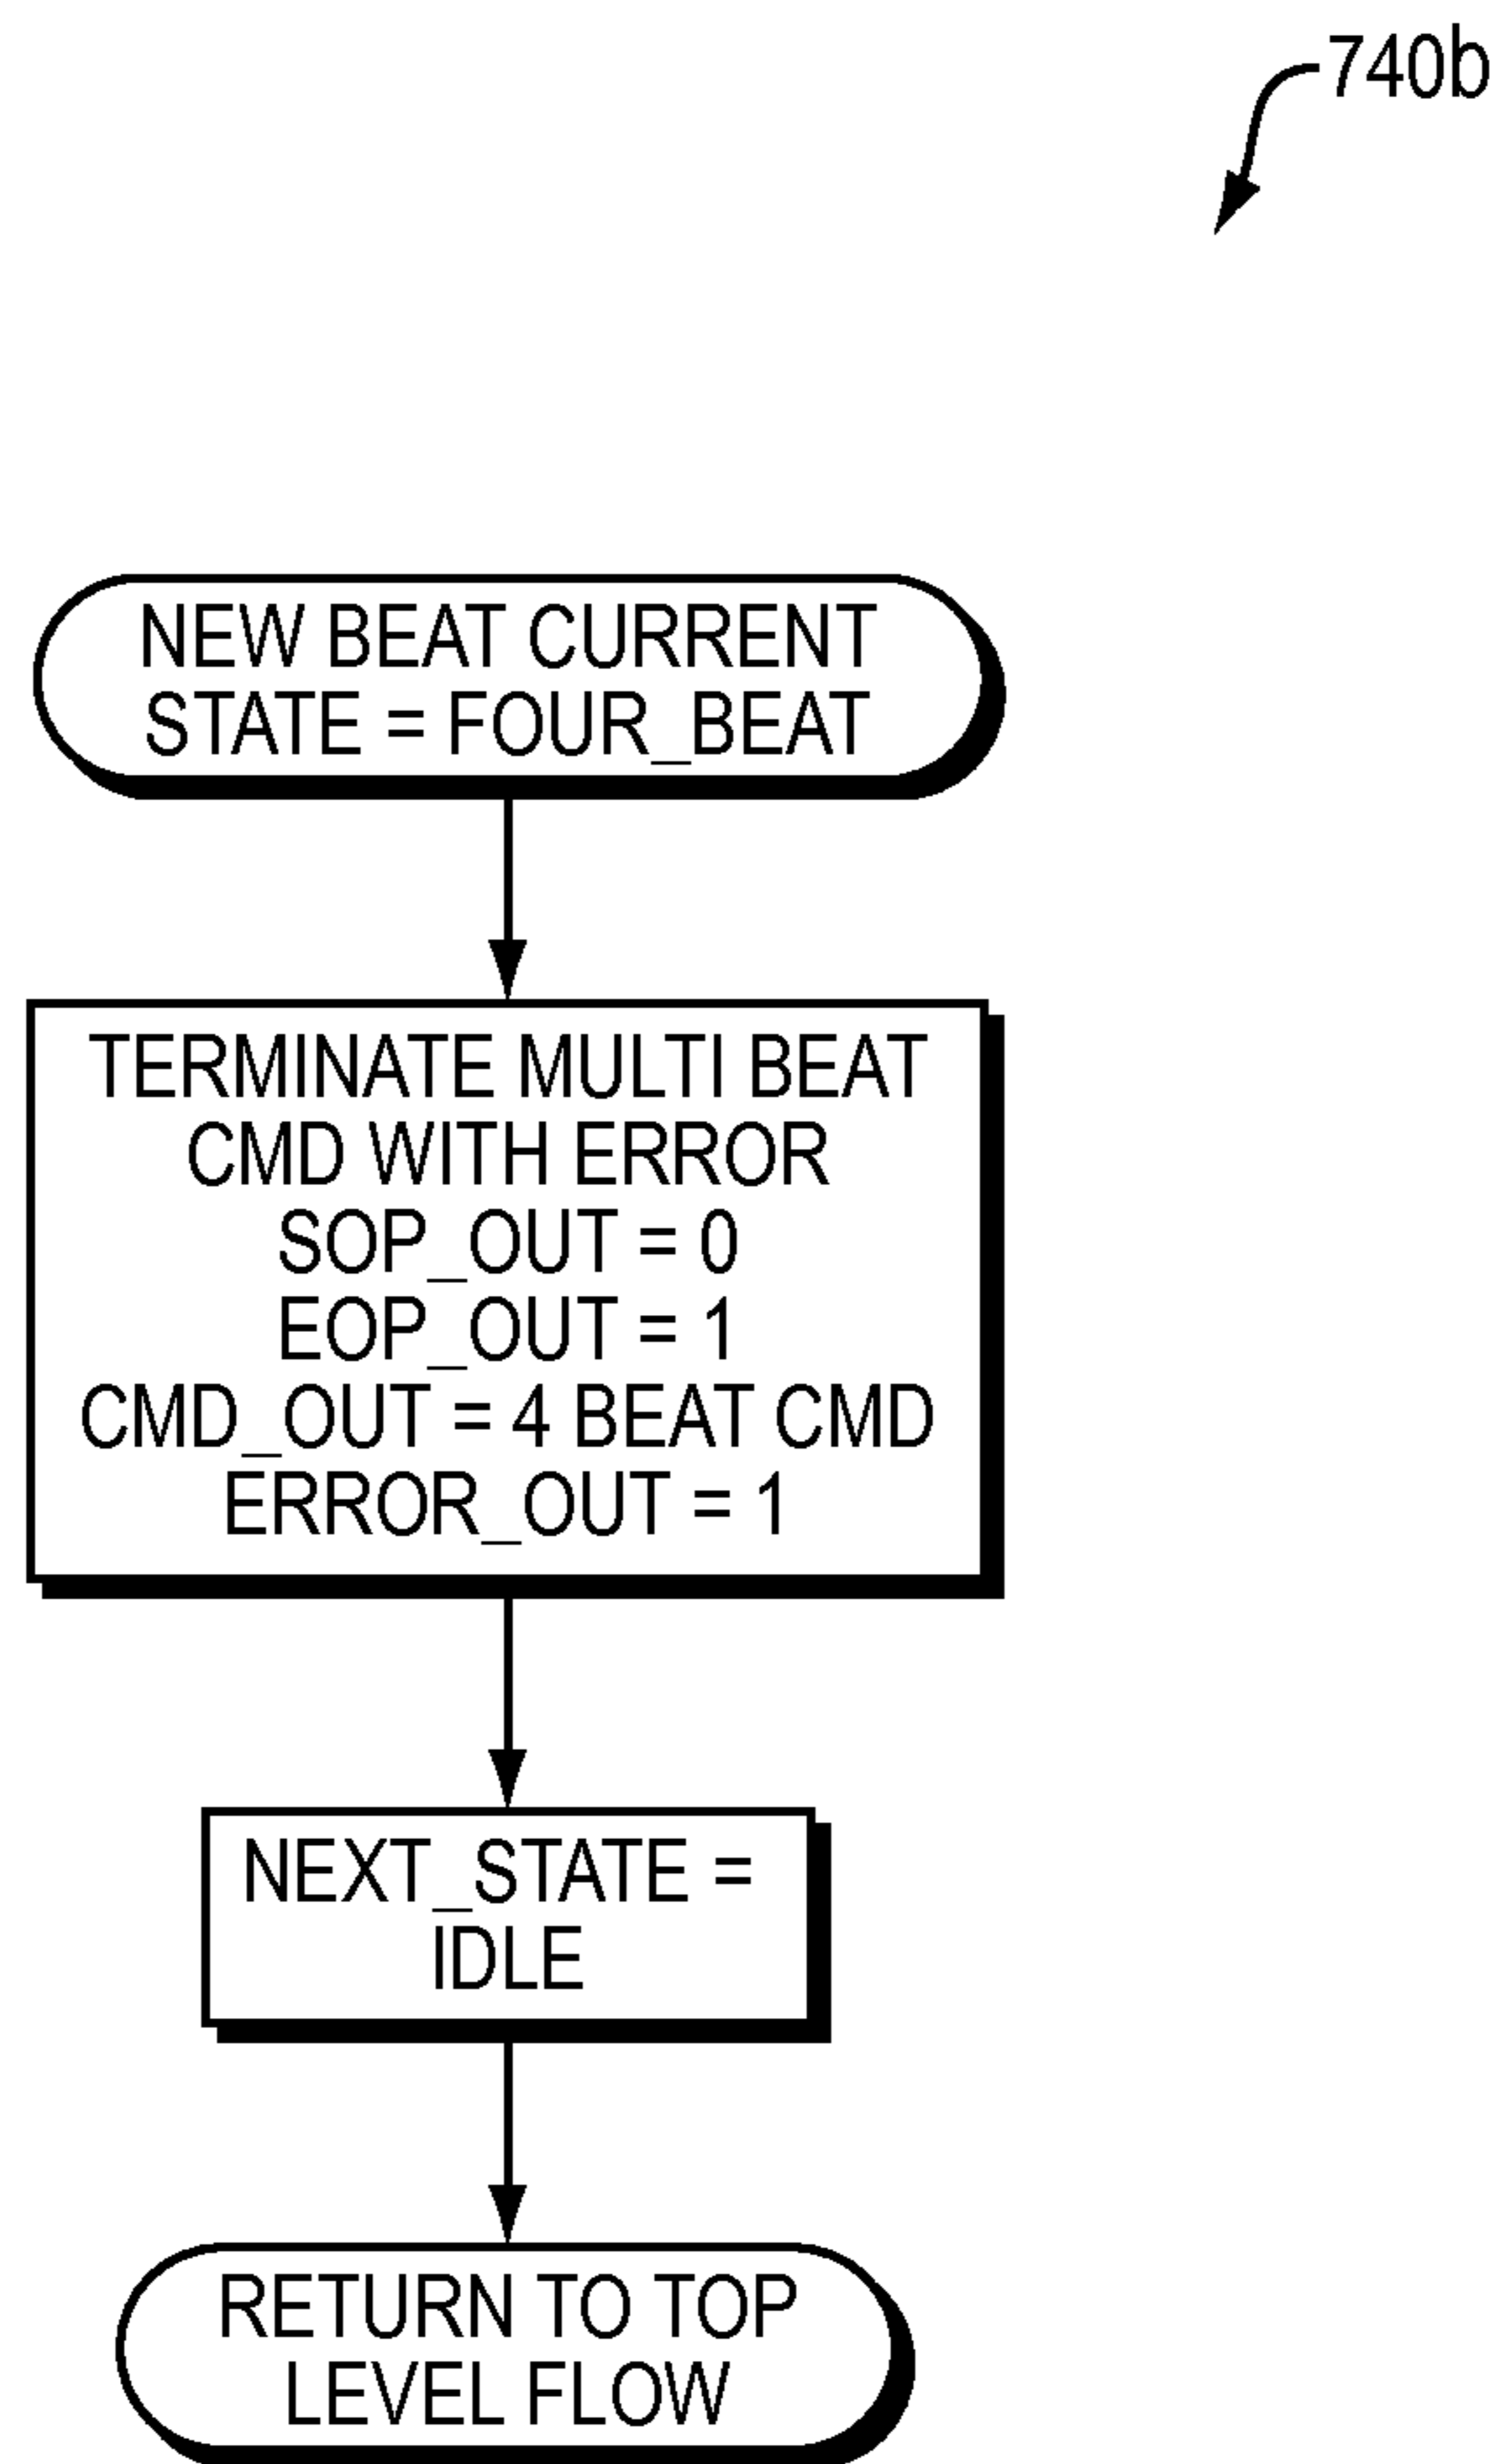 740b
NEW BEAT CURRENT
STATE = FOUR_BEAT
TERMINATE MULTI BEAT
CMD WITH ERROR
SOP_OUT = 0
EOP_OUT = 1
CMD_OUT = 4 BEAT CMD
ERROR_OUT = 1
NEXT_STATE =
IDLE
RETURN TO TOP
LEVEL FLOW